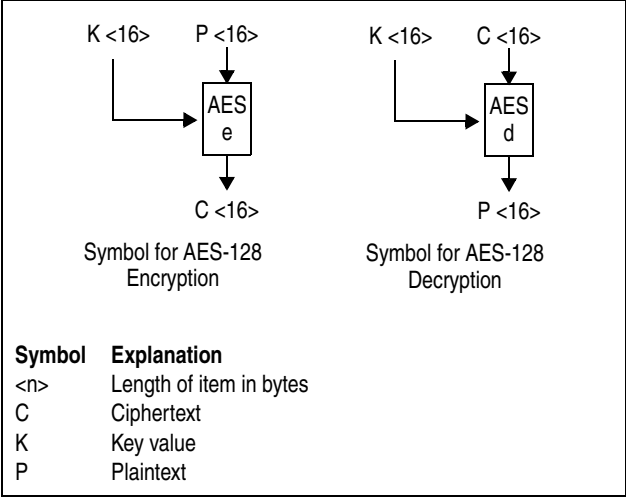 K <16> P <16> K <16> C <16>
AES AES
e d
C <16> P <16>
Symbol for AES-128 Symbol for AES-128
Encryption Decryption
Symbol Explanation
<n> Length of item in bytes
C Ciphertext
K Key value
P Plaintext